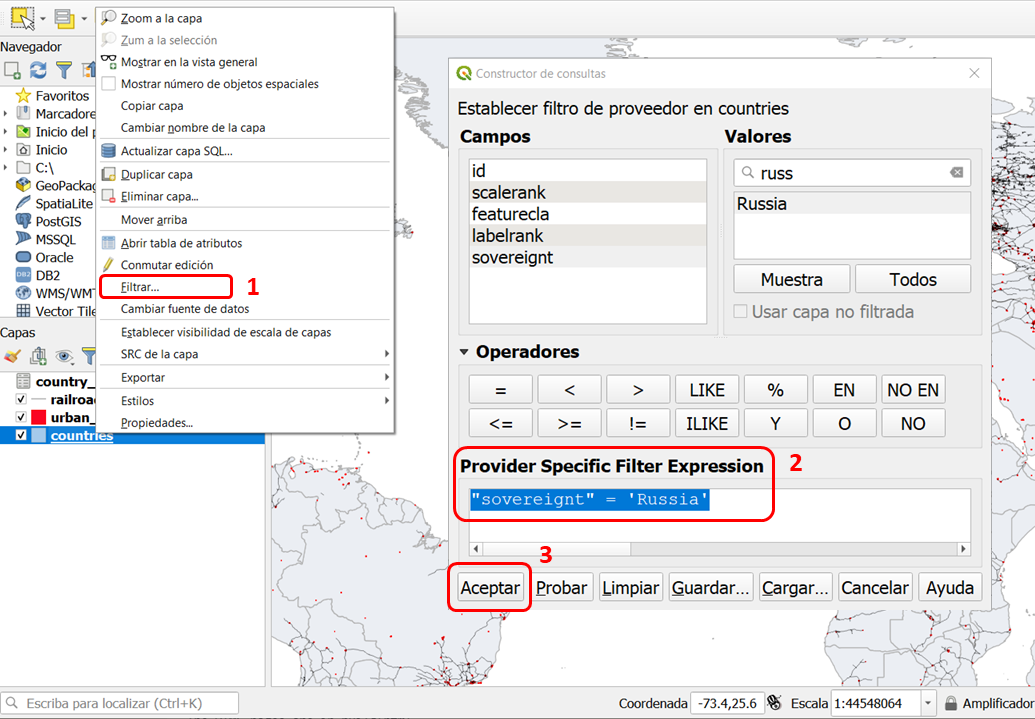 Zoom a la capa
Zum a la selección
Mostrar en la vista general
Mostrar número de objetos espaciales
Copiar capa
Cambiar nombre de la capa
Actualizar capa SQL...
Duplicar capa
Eliminar capa...
Mover arriba
Abrir tabla de atributos
Conmutar edición
Filtrar...
1
Cambiar fuente de datos
Establecer visibilidad de escala de capas
SRC de la capa
Exportar
Estilos
Propiedades...
Navegador
Favoritos
Marcadore
Inicio del p
Inicio
C:\
GeoPackag
SpatiaLite
PostGIS
MSSQL
Oracle
DB2
DB2
WMS/WMT
Vector Tile
Capas
country_
railroad
urban_
countries
Constructor de consultas
Establecer filtro de proveedor en countries
Campos
id
scalerank
featurecla
labelrank
sovereignt
Valores
russ
Russia
Muestra Todos
Usar capa no filtrada
Operadores
= < > LIKE % EN NO EN
<= >= != ILIKE Y O NO
Provider Specific Filter Expression
2
"sovereignt" = 'Russia'
3
Aceptar Probar Limpiar Guardar... Cargar... Cancelar Ayuda
Escriba para localizar (Ctrl+K)
Coordenada -73.4,25.6 Escala 1:44548064 Amplificador